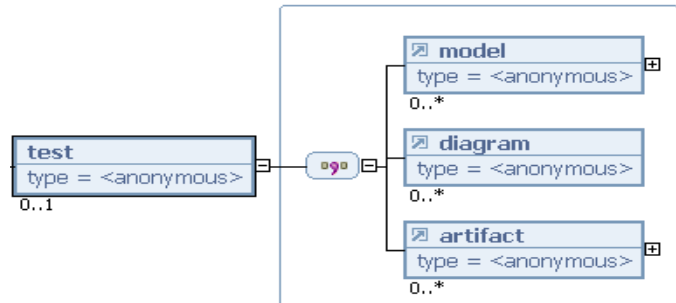 model
type = <anonymous>
0..*
test
type = <anonymous>
0..1
diagram
type = <anonymous>
0..*
artifact
type = <anonymous>
0..*